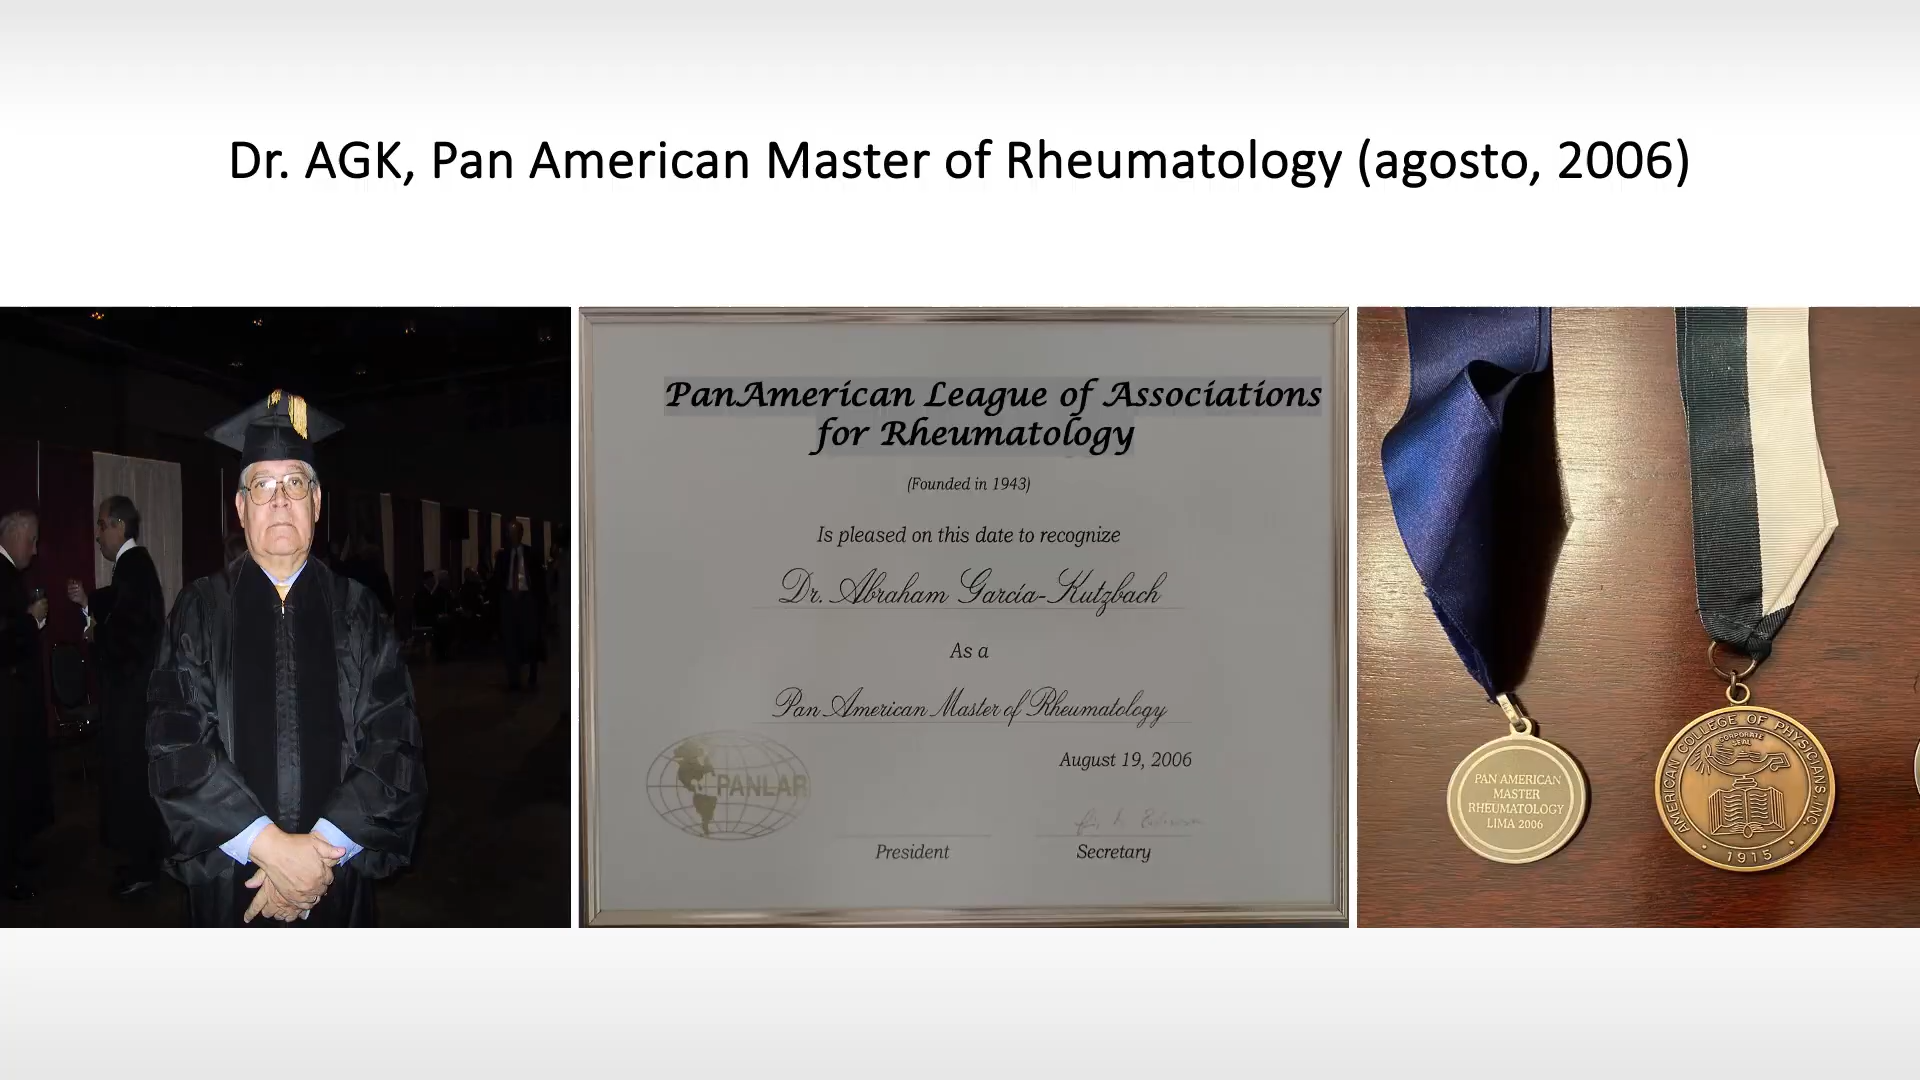 Dr. AGK, Pan American Master of Rheumatology (agosto, 2006)
PanAmerican League of Associations
for Rheumatology
(Founded in 1943)
Is pleased on this date to recognize
Dr. Abraham García-Kutzbach
As a
Pan American Master of Rheumatology
August 19, 2006
PANLAR
President
Secretary
PAN AMERICAN
MASTER
RHEUMATOLOGY
LIMA 2006
AMERICAN COLLEGE OF PHYSICIANS, INC.
CORPORATE
SEAL
• 1915 •